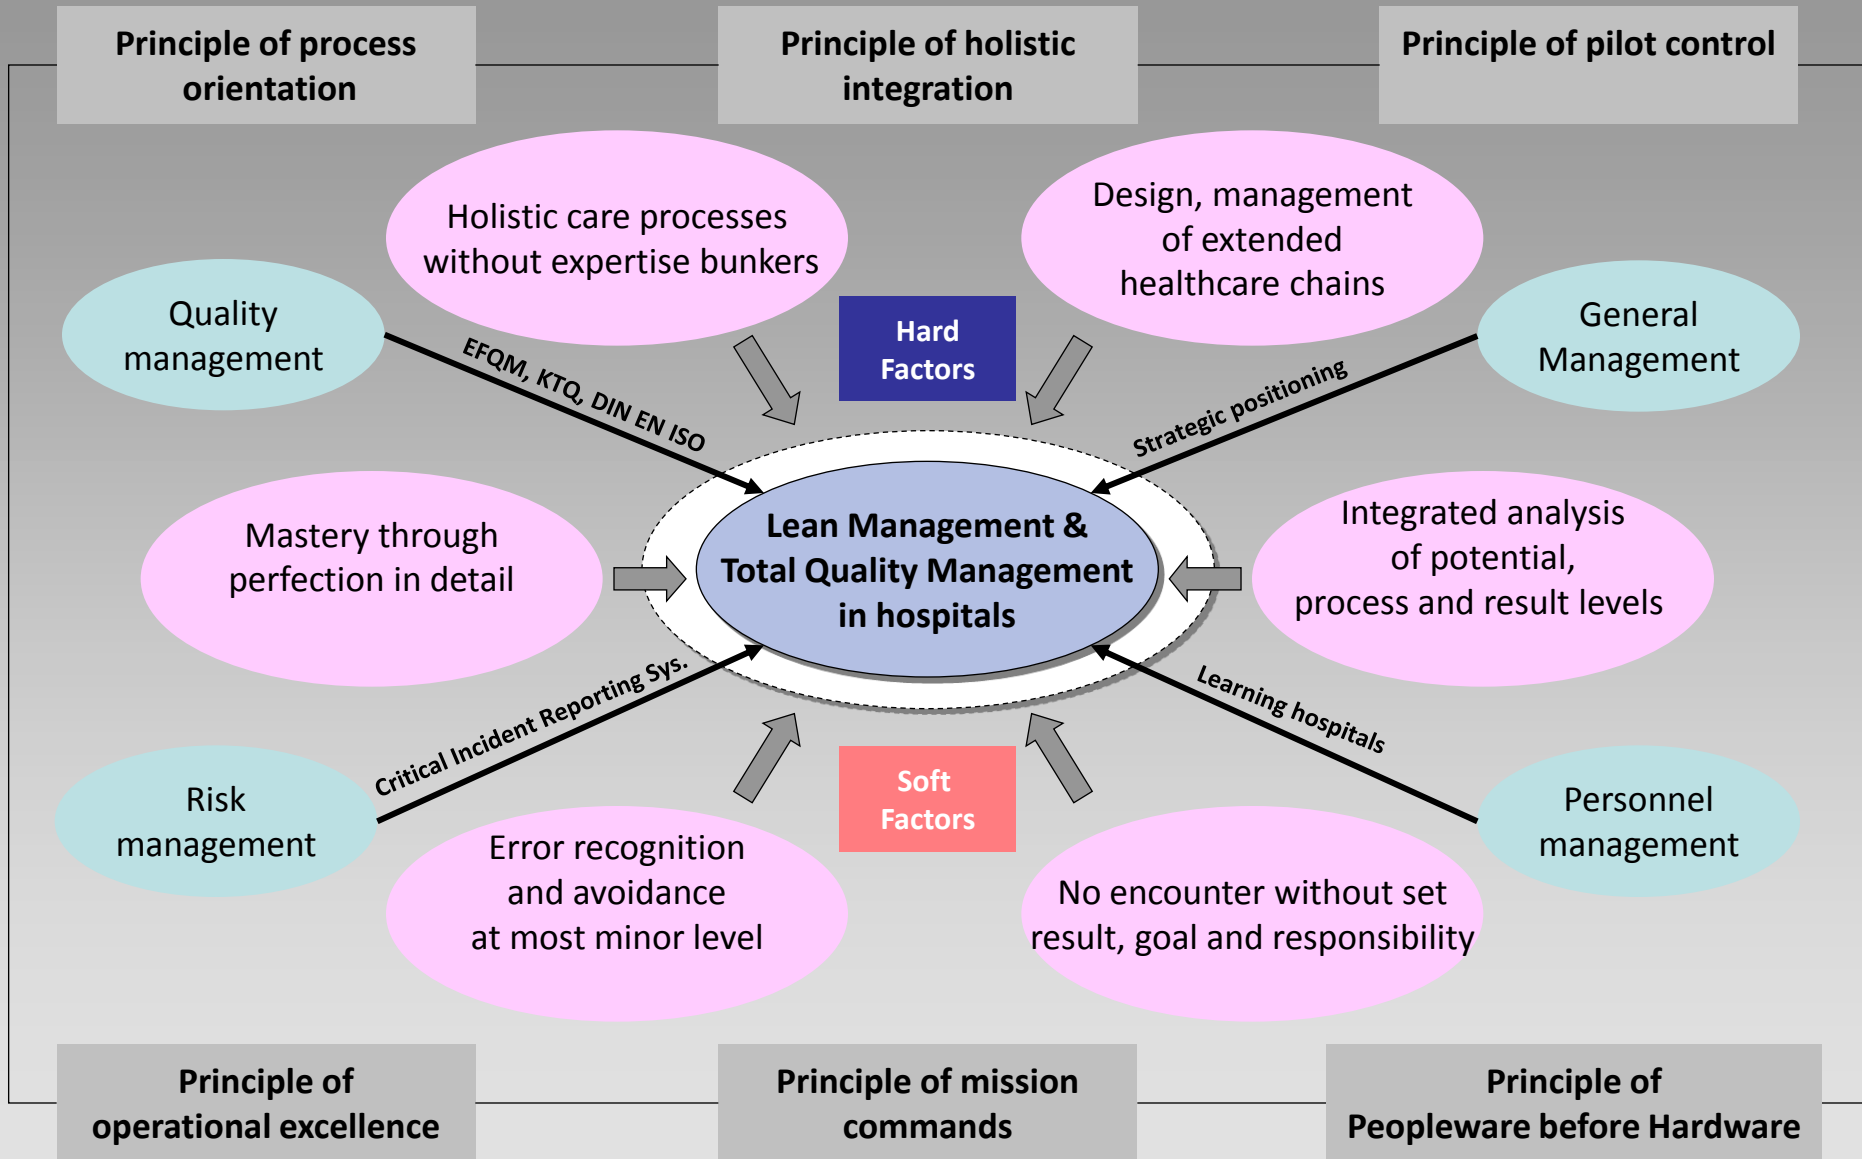 Principle of process
orientation
Principle of holistic
integration
Principle of pilot control
Holistic care processes
without expertise bunkers
Design, management
of extended
healthcare chains
Quality
management
Hard
Factors
General
Management
EFQM, KTQ, DIN EN ISO
Strategic positioning
Mastery through
perfection in detail
Lean Management &
Total Quality Management
in hospitals
Integrated analysis
of potential,
process and result levels
Critical Incident Reporting Sys.
Learning hospitals
Risk
management
Soft
Factors
Personnel
management
Error recognition
and avoidance
at most minor level
No encounter without set
result, goal and responsibility
Principle of
operational excellence
Principle of mission
commands
Principle of
Peopleware before Hardware